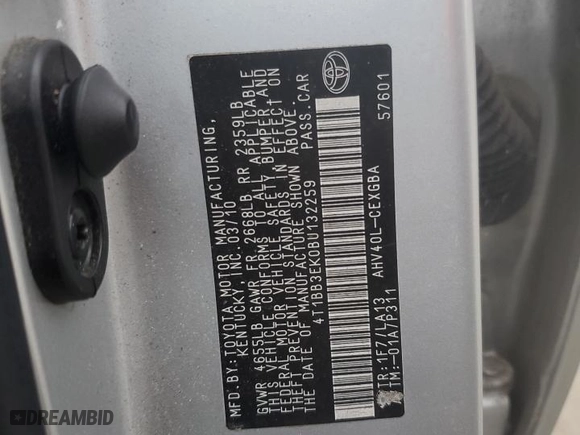 MFD.BY:TOYOTA MOTOR MANUFACTURING,
KENTUCKY, INC. 03/10
GVWR 4655LB GAWR FR 2668LB RR 2359LB
THIS VEHICLE CONFORMS TO ALL APPLICABLE
FEDERAL MOTOR VEHICLE SAFETY, BUMPER AND
THEFT PREVENTION STANDARDS IN EFFECT ON
THE DATE OF MANUFACTURE SHOWN ABOVE.
4T1BB3EK0BU132259 PASS.CAR
C/TR:1F7/LA13 AHV40L-CEXGBA
A/TM:-01A/P311 57601
DREAMBID